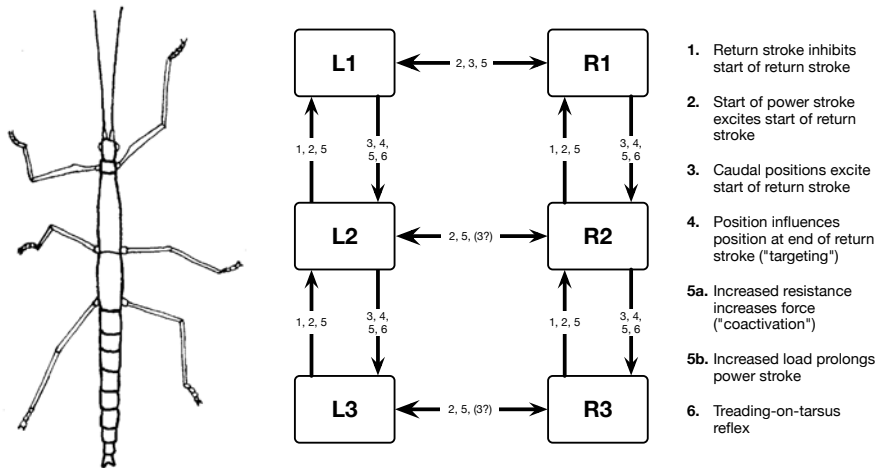 L1
2, 3, 5
R1
1, 2, 5
3, 4,
5, 6
1, 2, 5
3, 4,
5, 6
L2
2, 5, (3?)
R2
1, 2, 5
3, 4,
5, 6
1, 2, 5
3, 4,
5, 6
L3
2, 5, (3?)
R3
1. Return stroke inhibits
start of return stroke
2. Start of power stroke
excites start of return
stroke
3. Caudal positions excite
start of return stroke
4. Position influences
position at end of return
stroke ("targeting")
5a. Increased resistance
increases force
("coactivation")
5b. Increased load prolongs
power stroke
6. Treading-on-tarsus
reflex